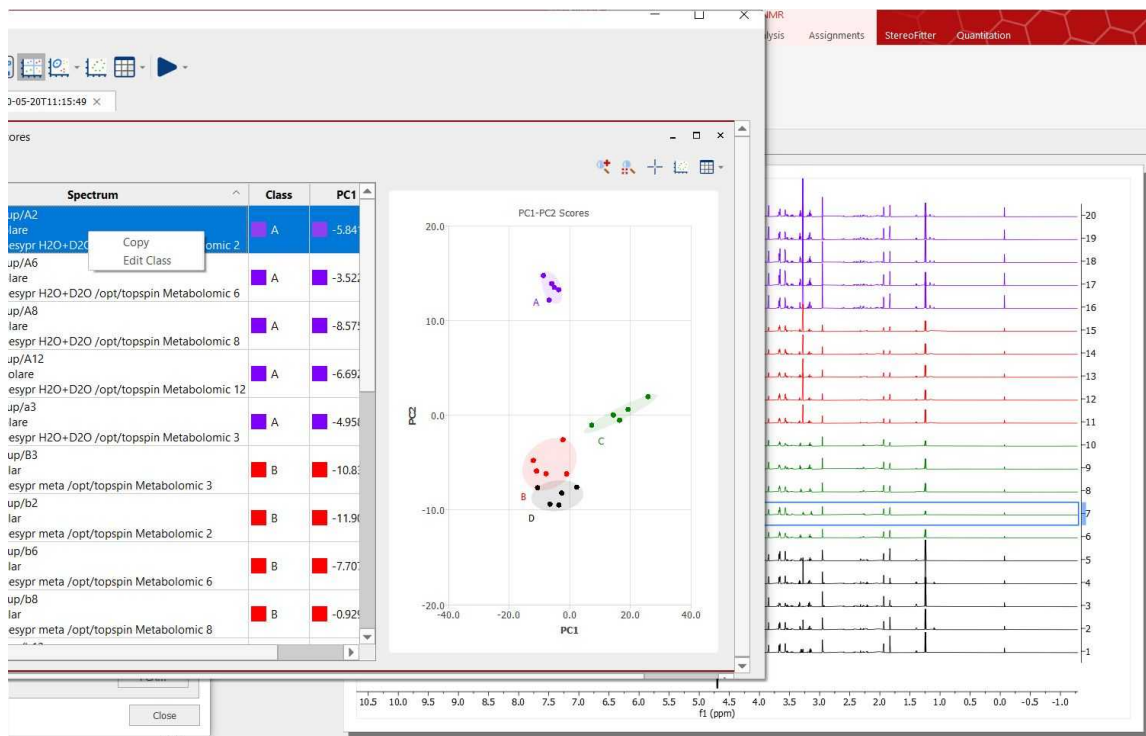 NMR
lysis Assignments StereoFitter Quantitation
0-05-20T11:15:49
ores
Spectrum Class PC1
up/A2
lare
esypr H2O+D2O omic 2
A -5.84
Copy
Edit Class
up/A6
lare
esypr H2O+D2O /opt/topspin Metabolomic 6
A -3.522
up/A8
lare
esypr H2O+D2O /opt/topspin Metabolomic 8
A -8.575
up/A12
olare
esypr H2O+D2O /opt/topspin Metabolomic 12
A -6.692
up/a3
lare
esypr H2O+D2O /opt/topspin Metabolomic 3
A -4.958
up/B3
lar
esypr meta /opt/topspin Metabolomic 3
B -10.83
up/b2
lar
esypr meta /opt/topspin Metabolomic 2
B -11.90
up/b6
lar
esypr meta /opt/topspin Metabolomic 6
B -7.707
up/b8
lar
esypr meta /opt/topspin Metabolomic 8
B -0.929
PC1-PC2 Scores
20.0
10.0
0.0
-10.0
-20.0
PC2
A
C
B
D
-40.0 -20.0 0.0 20.0 40.0
PC1
20
19
18
17
16
15
14
13
12
11
10
9
8
7
6
5
4
3
2
1
10.5 10.0 9.5 9.0 8.5 8.0 7.5 7.0 6.5 6.0 5.5 5.0 4.5 4.0 3.5 3.0 2.5 2.0 1.5 1.0 0.5 0.0 -0.5 -1.0
f1 (ppm)
Close